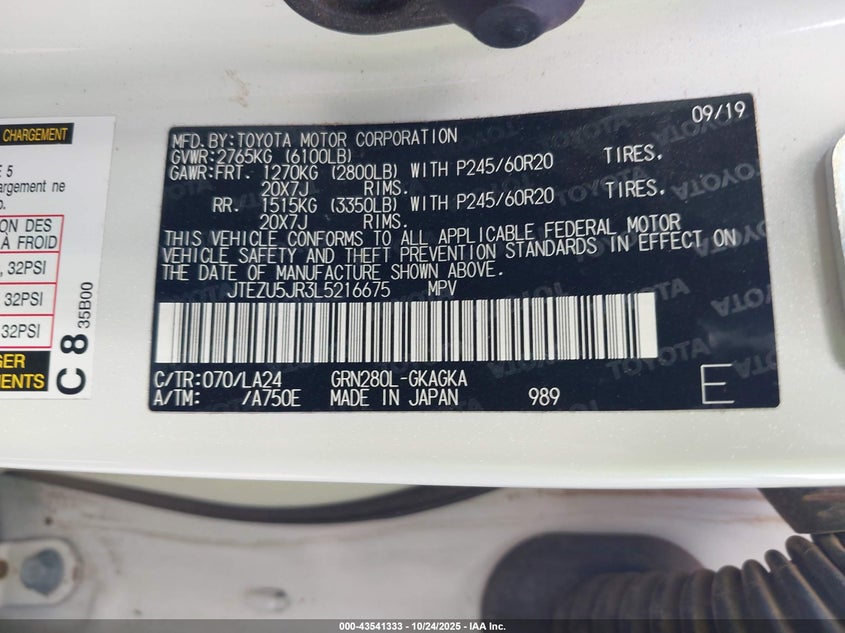 CHARGEMENT
E 5
argement ne
p.
ION DES
À FROID
, 32PSI
32PSI
32PSI
GER
EMENTS
C 8 35B00
09/19
MFD.BY:TOYOTA MOTOR CORPORATION
GVWR:2765KG (6100LB)
GAWR:FRT. 1270KG (2800LB) WITH P245/60R20 TIRES.
20X7J RIMS.
RR. 1515KG (3350LB) WITH P245/60R20 TIRES.
20X7J RIMS.
THIS VEHICLE CONFORMS TO ALL APPLICABLE FEDERAL MOTOR
VEHICLE SAFETY AND THEFT PREVENTION STANDARDS IN EFFECT ON
THE DATE OF MANUFACTURE SHOWN ABOVE.
JTEZU5JR3L5216675 MPV
C/TR:070/LA24 GRN280L-GKAGKA
A/TM: /A750E MADE IN JAPAN 989 E
000-43541333 - 10/24/2025 - IAA Inc.